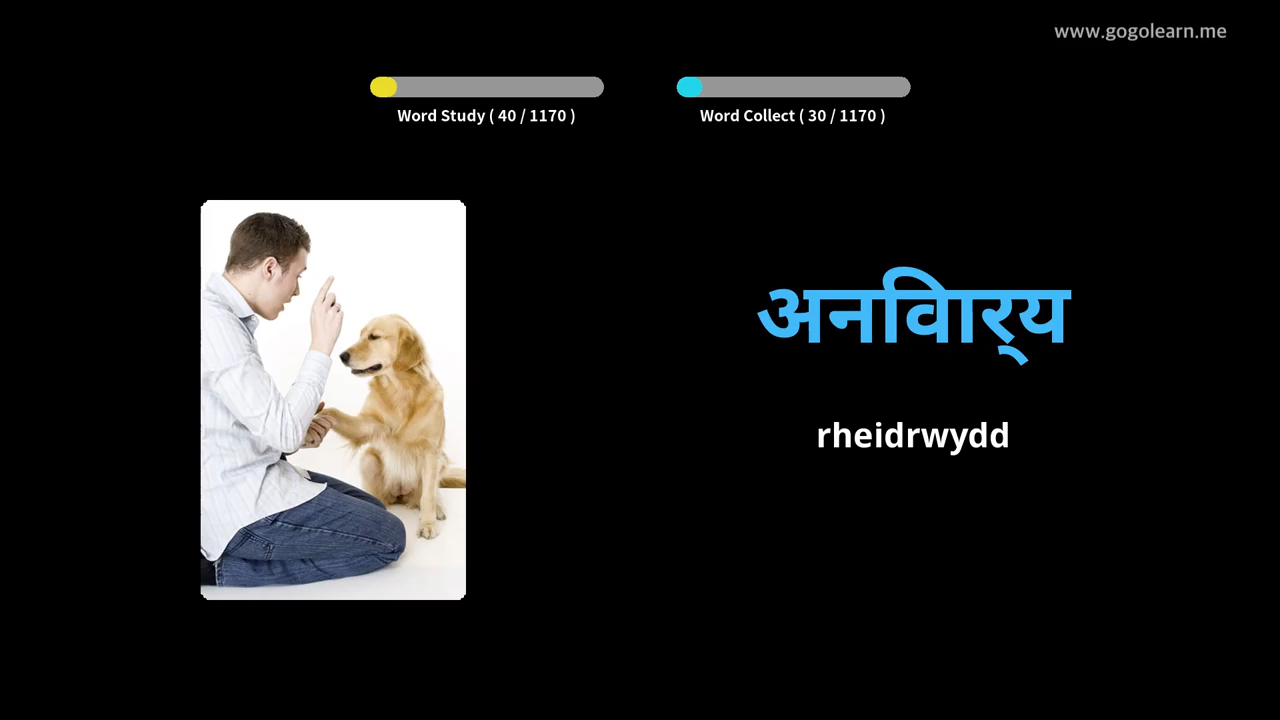 www.gogolearn.me
Word Study ( 40 / 1170 )
Word Collect ( 30 / 1170 )
अनिवार्य
rheidrwydd